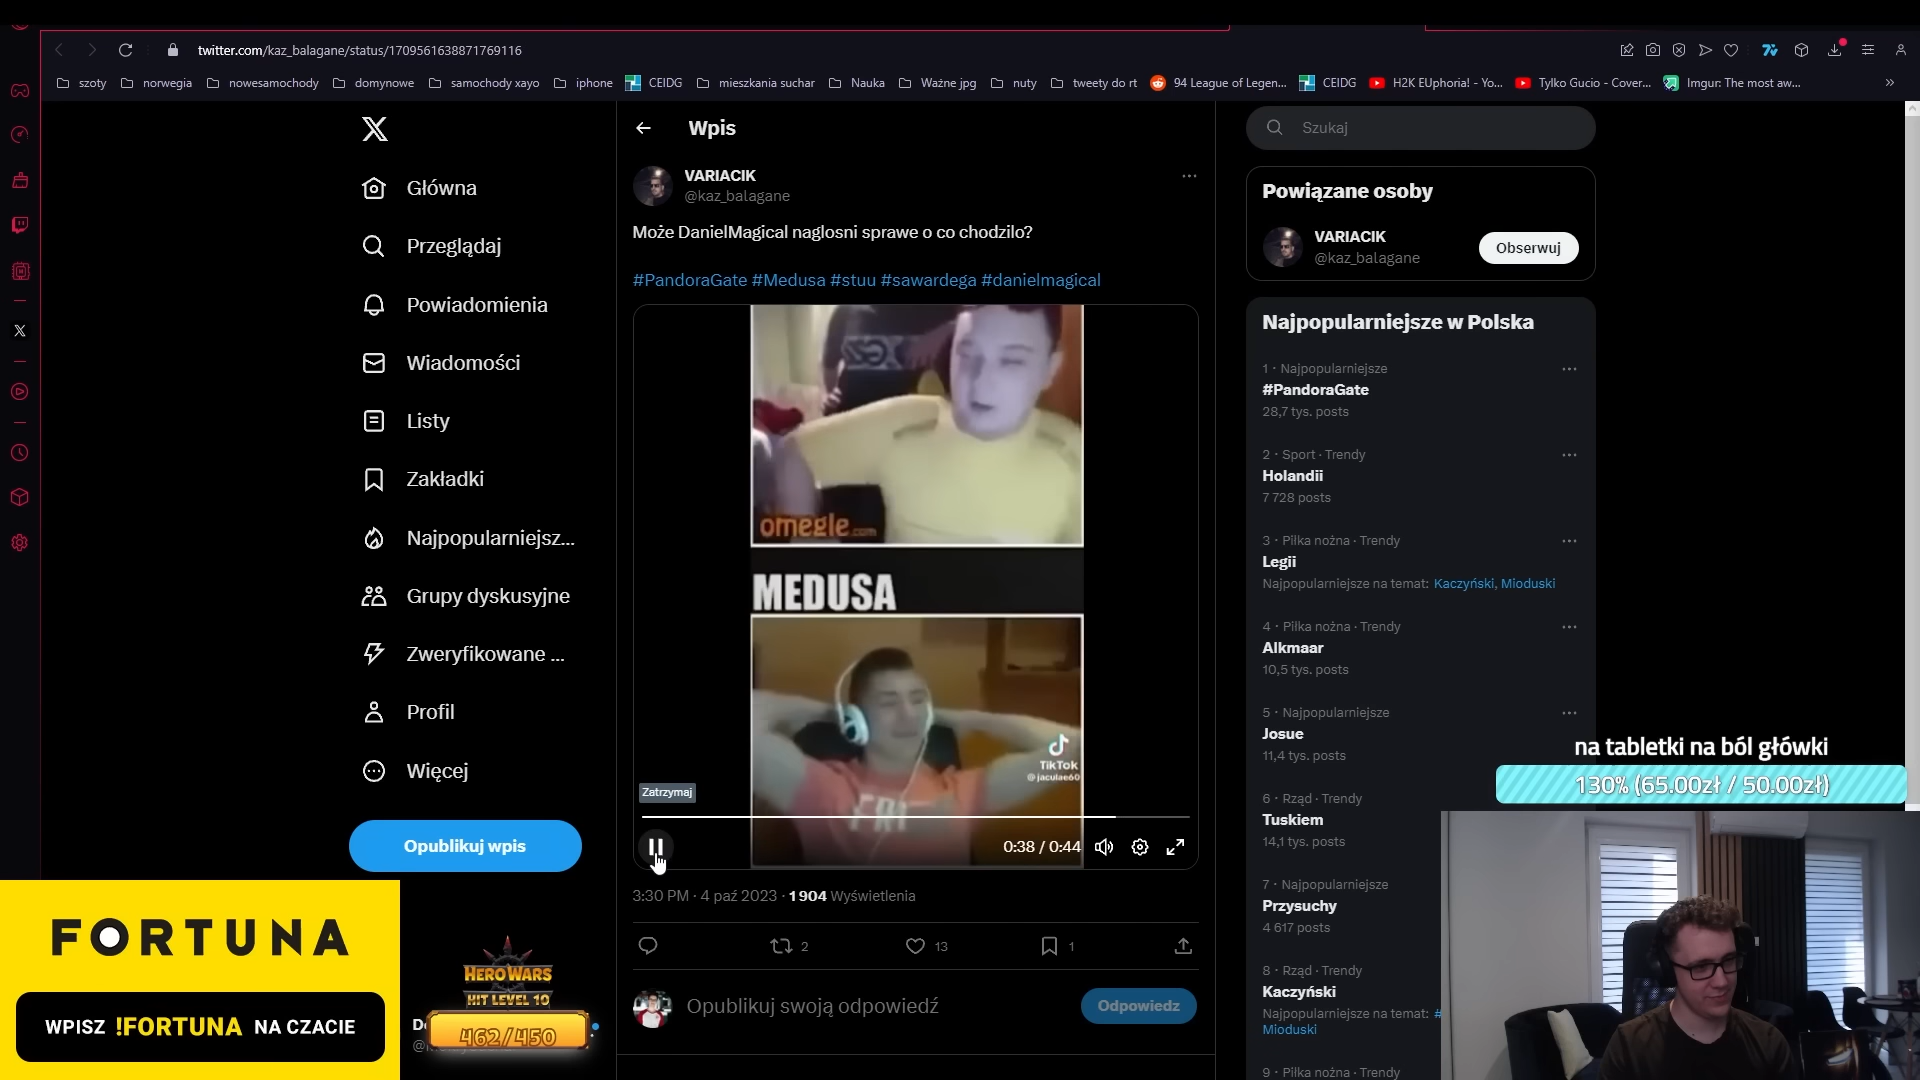 twitter.com/kaz_balagane/status/1709561638871769116
szoty
norwegia
nowesamochody
domynowe
samochody xayo
iphone
CEIDG
mieszkania suchar
Nauka
Ważne jpg
nuty
tweety do rt
94 League of Legen...
CEIDG
H2K EUphoria! - Yo...
Tylko Gucio - Cover...
Imgur: The most aw...
Główna
Przeglądaj
Powiadomienia
Wiadomości
Listy
Zakładki
Najpopularniejsz...
Grupy dyskusyjne
Zweryfikowane ...
Profil
Więcej
Opublikuj wpis
FORTUNA
WPISZ !FORTUNA NA CZACIE
HERO WARS
HIT LEVEL 10
462/450
Wpis
VARIACIK
@kaz_balagane
Może DanielMagical naglosni sprawe o co chodzilo?
#PandoraGate #Medusa #stuu #sawardega #danielmagical
omegle.com
MEDUSA
TikTok
@jaculae60
Zatrzymaj
0:38 / 0:44
3:30 PM · 4 paź 2023 · 1 904 Wyświetlenia
2
13
1
Opublikuj swoją odpowiedź
Odpowiedz
Szukaj
Powiązane osoby
VARIACIK
@kaz_balagane
Obserwuj
Najpopularniejsze w Polska
1 · Najpopularniejsze
#PandoraGate
28,7 tys. posts
2 · Sport · Trendy
Holandii
7 728 posts
3 · Piłka nożna · Trendy
Legii
Najpopularniejsze na temat: Kaczyński, Mioduski
4 · Piłka nożna · Trendy
Alkmaar
10,5 tys. posts
5 · Najpopularniejsze
Josue
11,4 tys. posts
6 · Rząd · Trendy
Tuskiem
14,1 tys. posts
7 · Najpopularniejsze
Przysuchy
4 617 posts
8 · Rząd · Trendy
Kaczyński
Najpopularniejsze na temat: #
Mioduski
9 · Piłka nożna · Trendy
na tabletki na ból główki
130% (65.00zł / 50.00zł)